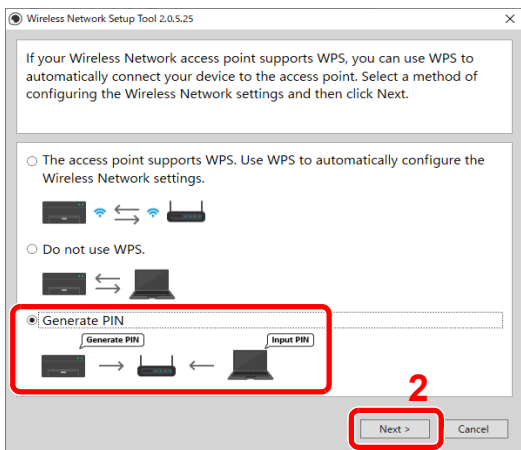 Wireless Network Setup Tool 2.0.5.25
If your Wireless Network access point supports WPS, you can use WPS to
automatically connect your device to the access point. Select a method of
configuring the Wireless Network settings and then click Next.
The access point supports WPS. Use WPS to automatically configure the
Wireless Network settings.
Do not use WPS.
Generate PIN
Generate PIN
Input PIN
2
Next >
Cancel